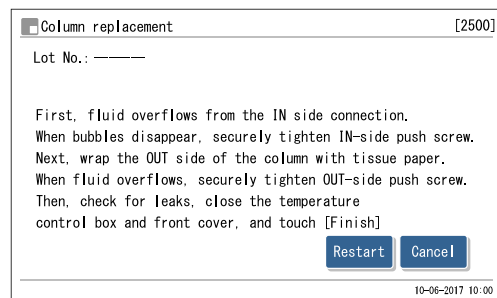 Column replacement [2500]
Lot No.: ————
First, fluid overflows from the IN side connection.
When bubbles disappear, securely tighten IN-side push screw.
Next, wrap the OUT side of the column with tissue paper.
When fluid overflows, securely tighten OUT-side push screw.
Then, check for leaks, close the temperature
control box and front cover, and touch [Finish]
Restart Cancel
10-06-2017 10:00